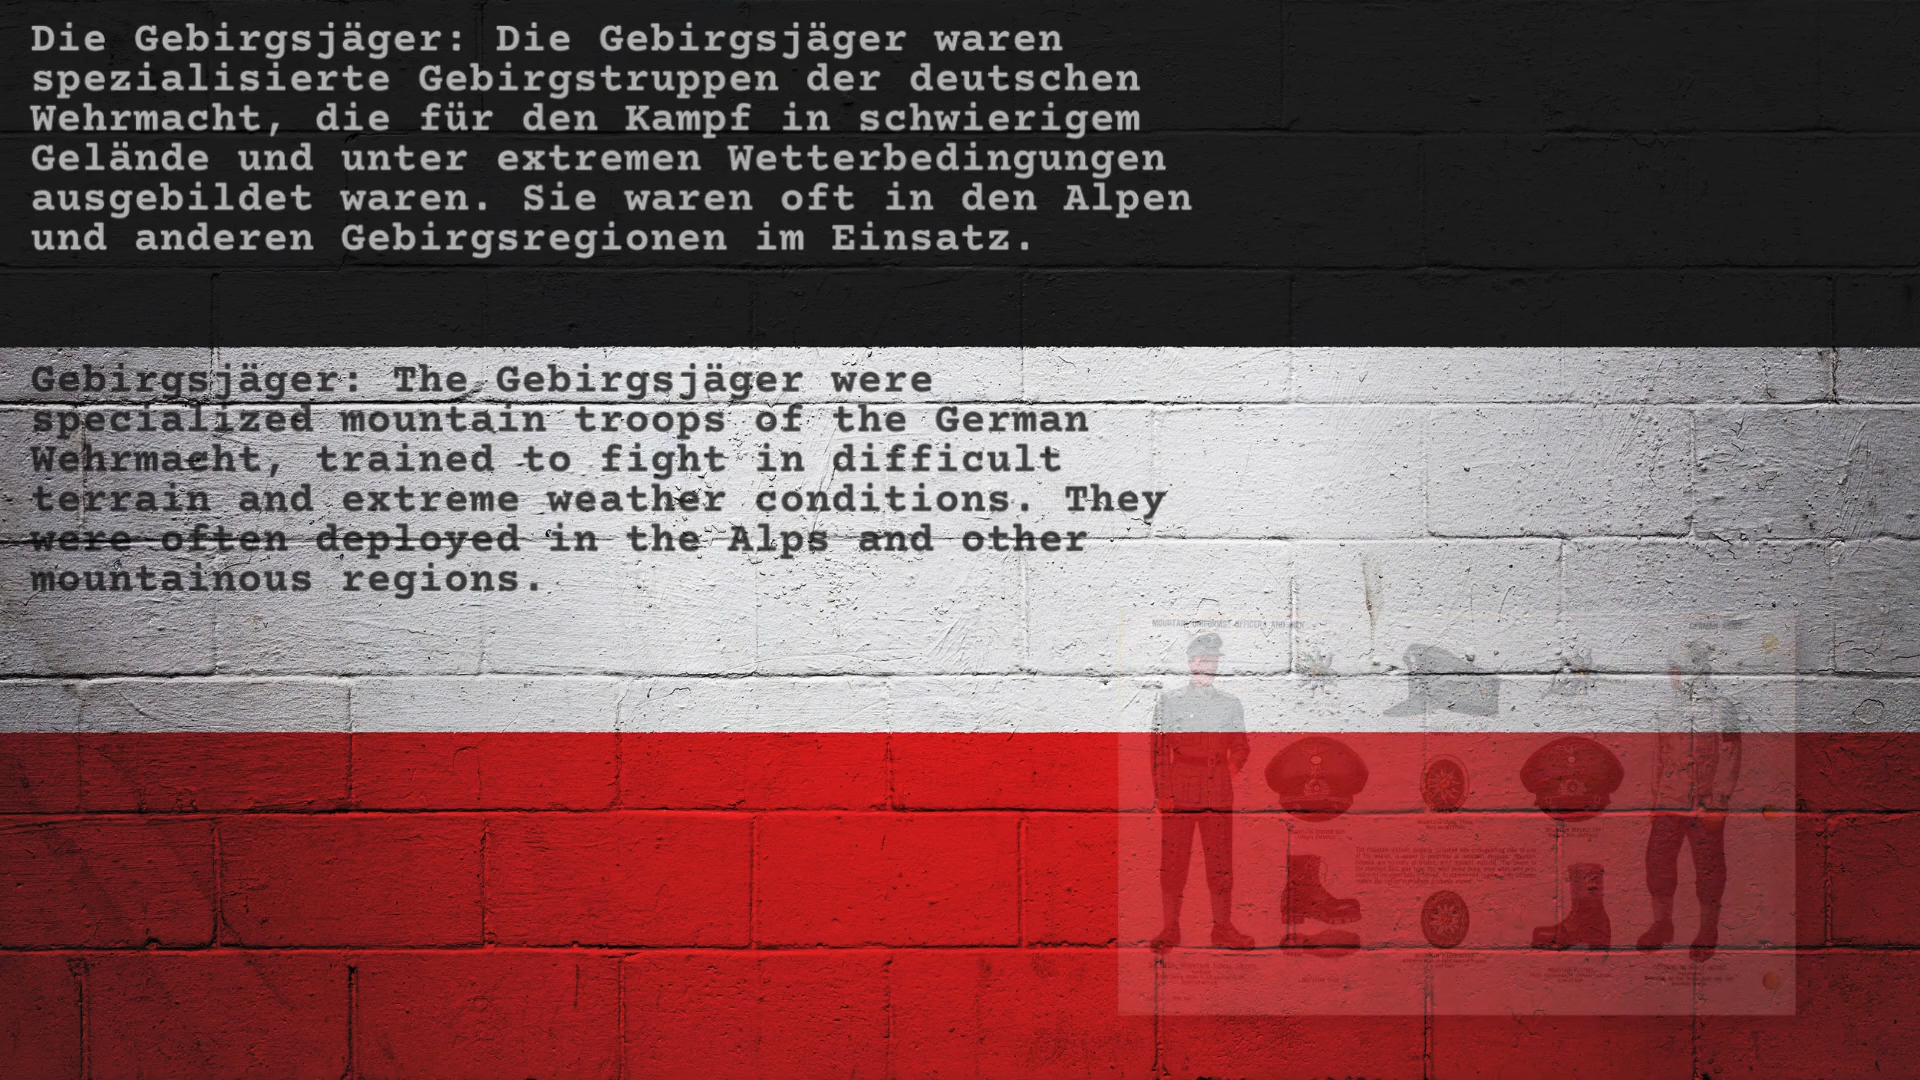 Die Gebirgsjäger: Die Gebirgsjäger waren
spezialisierte Gebirgstruppen der deutschen
Wehrmacht, die für den Kampf in schwierigem
Gelände und unter extremen Wetterbedingungen
ausgebildet waren. Sie waren oft in den Alpen
und anderen Gebirgsregionen im Einsatz.
Gebirgsjäger: The Gebirgsjäger were
specialized mountain troops of the German
Wehrmacht, trained to fight in difficult
terrain and extreme weather conditions. They
were often deployed in the Alps and other
mountainous regions.